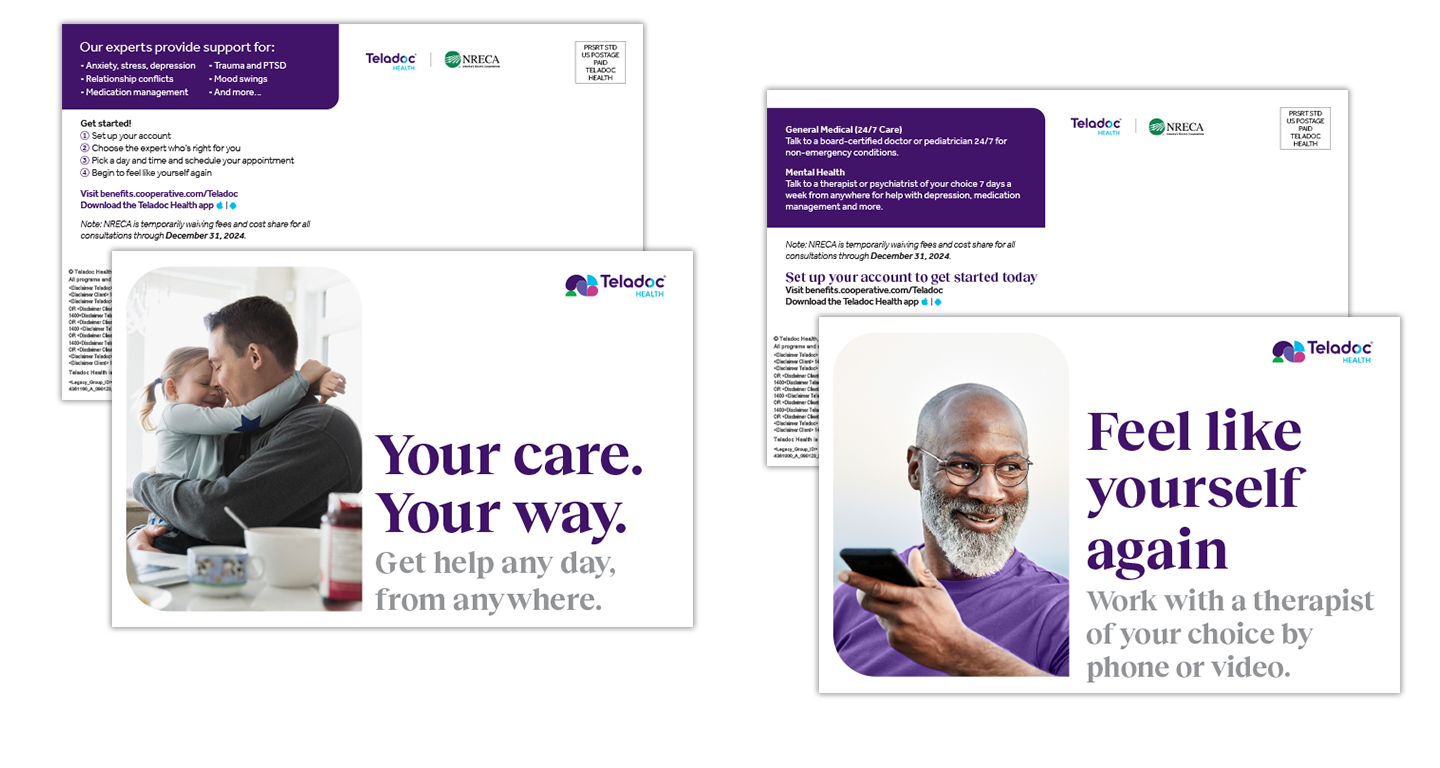 Our experts provide support for:
• Anxiety, stress, depression
• Relationship conflicts
• Medication management
• Trauma and PTSD
• Mood swings
• And more...
Teladoc®
HEALTH
NRECA
PRSRT STD
US POSTAGE
PAID
TELADOC
HEALTH
Get started!
① Set up your account
② Choose the expert who's right for you
③ Pick a day and time and schedule your appointment
④ Begin to feel like yourself again
Visit benefits.cooperative.com/Teladoc
Download the Teladoc Health app |
Note: NRECA is temporarily waiving fees and cost share for all
consultations through December 31, 2024.
© Teladoc Health
All programs and
Teladoc®
HEALTH
Your care.
Your way.
Get help any day,
from anywhere.
General Medical (24/7 Care)
Talk to a board-certified doctor or pediatrician 24/7 for
non-emergency conditions.
Mental Health
Talk to a therapist or psychiatrist of your choice 7 days a
week from anywhere for help with depression, medication
management and more.
Teladoc®
HEALTH
NRECA
PRSRT STD
US POSTAGE
PAID
TELADOC
HEALTH
Note: NRECA is temporarily waiving fees and cost share for all
consultations through December 31, 2024.
Set up your account to get started today
Visit benefits.cooperative.com/Teladoc
Download the Teladoc Health app |
© Teladoc Health,
All programs and
Teladoc®
HEALTH
Feel like
yourself
again
Work with a therapist
of your choice by
phone or video.